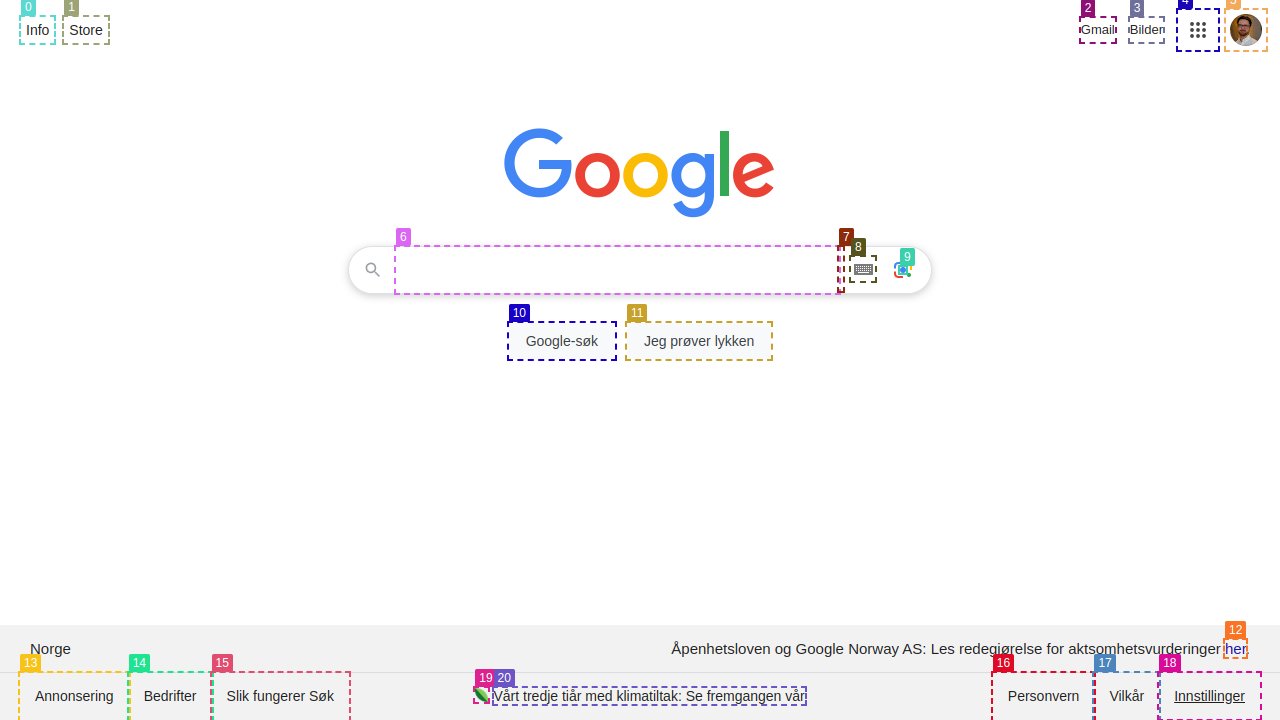 0 1 2 3 4 5
Info Store Gmail Bilder
Google
6 7 8 9
10 11
Google-søk Jeg prøver lykken
12
Norge Åpenhetsloven og Google Norway AS: Les redegjørelse for aktsomhetsvurderinger her.
13 14 15 19 20 16 17 18
Annonsering Bedrifter Slik fungerer Søk Vårt tredje tiår med klimatiltak: Se fremgangen vår Personvern Vilkår Innstillinger